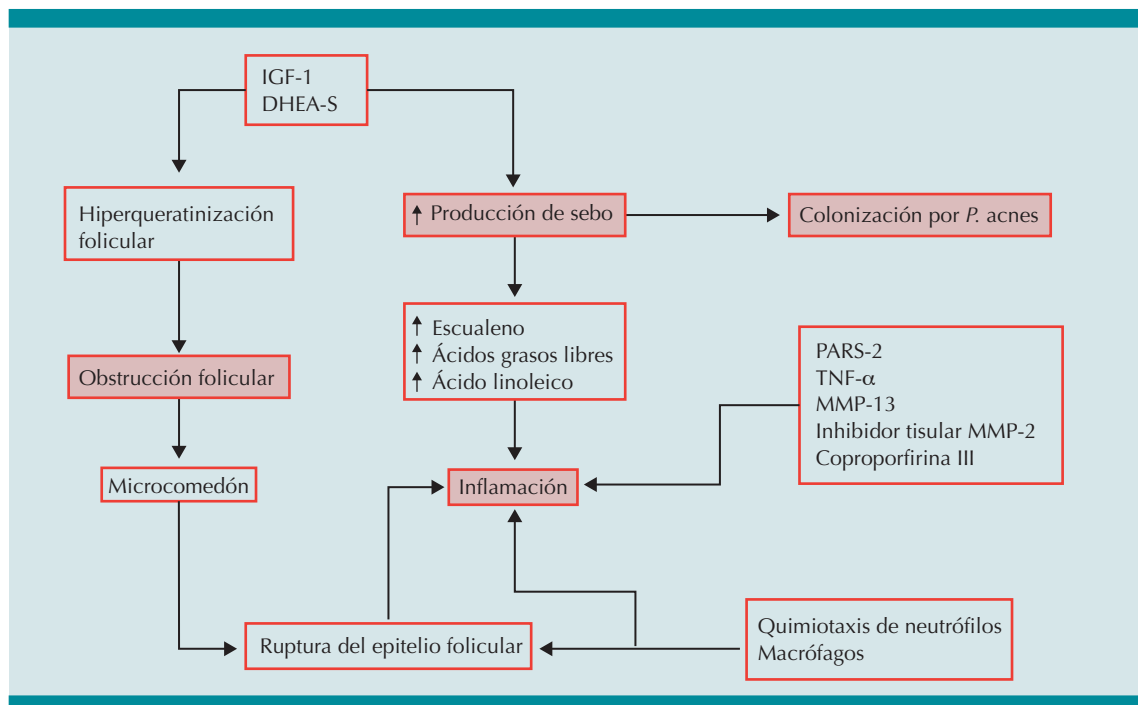 IGF-1
DHEA-S
Hiperqueratinización
folicular
↑ Producción de sebo
Colonización por P. acnes
↑ Escualeno
↑ Ácidos grasos libres
↑ Ácido linoleico
PARS-2
TNF-α
MMP-13
Inhibidor tisular MMP-2
Coproporfirina III
Obstrucción folicular
Microcomedón
Inflamación
Ruptura del epitelio folicular
Quimiotaxis de neutrófilos
Macrófagos